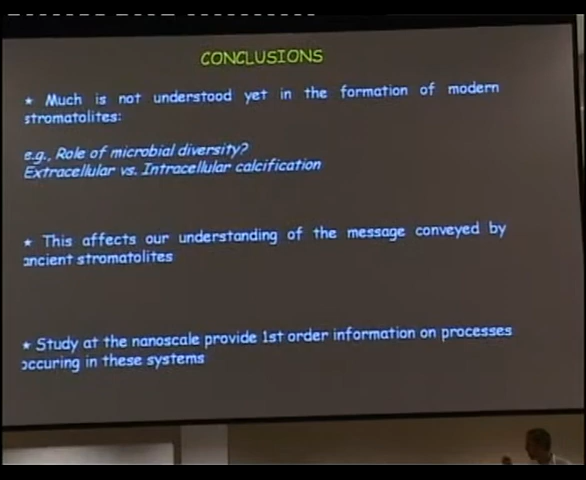 CONCLUSIONS
* Much is not understood yet in the formation of modern
stromatolites:
e.g., Role of microbial diversity?
Extracellular vs. Intracellular calcification
* This affects our understanding of the message conveyed by
ancient stromatolites
* Study at the nanoscale provide 1st order information on processes
occuring in these systems